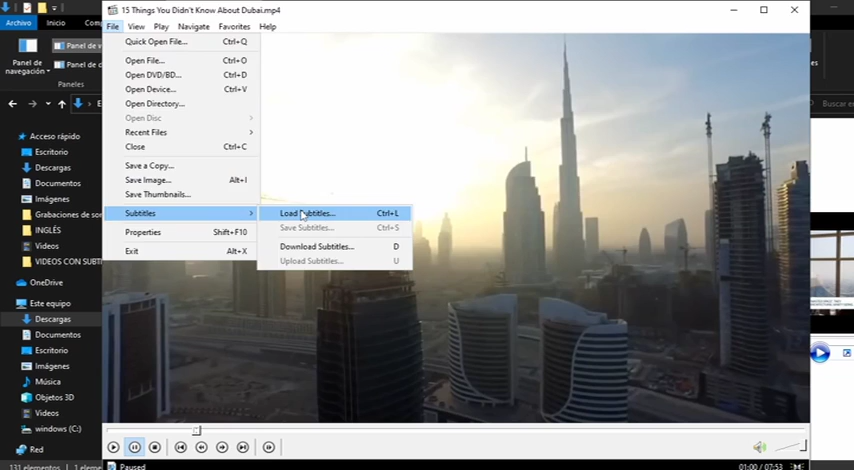 15 Things You Didn't Know About Dubai.mp4
File View Play Navigate Favorites Help
Archivo Inicio
Panel de navegación
Paneles
Quick Open File... Ctrl+Q
Open File... Ctrl+O
Open DVD/BD... Ctrl+D
Open Device... Ctrl+V
Open Directory...
Open Disc
Recent Files
Close Ctrl+C
Save a Copy...
Save Image... Alt+I
Save Thumbnails...
Subtitles
Properties Shift+F10
Exit Alt+X
Load Subtitles... Ctrl+L
Save Subtitles... Ctrl+S
Download Subtitles... D
Upload Subtitles... U
Acceso rápido
Escritorio
Descargas
Documentos
Imágenes
Grabaciones de
INGLÉS
Videos
VIDEOS CON
OneDrive
Este equipo
Descargas
Documentos
Escritorio
Imágenes
Música
Objetos 3D
Videos
windows (C:)
Red
131 elementos
Paused
01:00 / 07:53